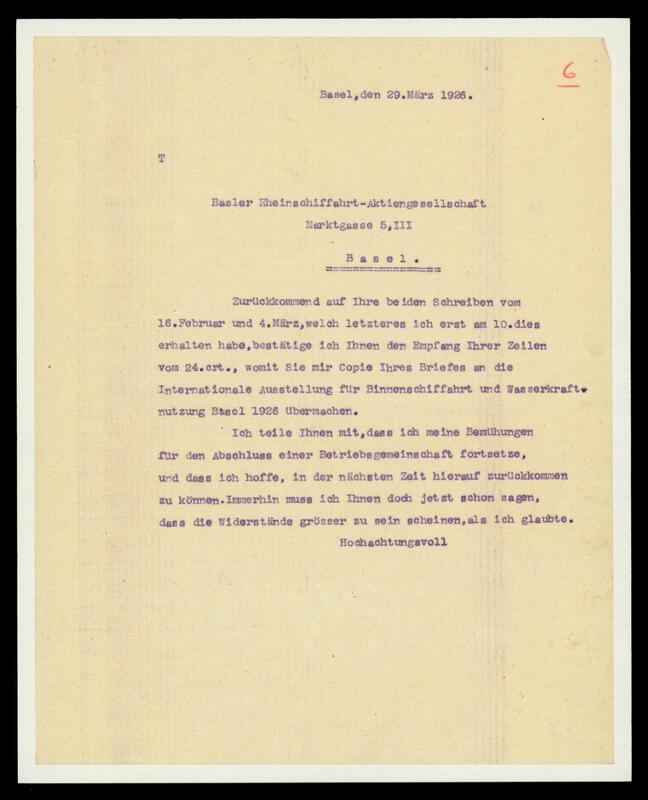 6
Basel,den 29.März 1926.
T
Basler Rheinschiffahrt-Aktiengesellschaft
Marktgasse 5,III
B a s e l .
Zurückkommend auf Ihre beiden Schreiben vom
16.Februar und 4.März,welch letzteres ich erst am 10.dies
erhalten habe,bestätige ich Ihnen den Empfang Ihrer Zeilen
vom 24.crt., womit Sie mir Copie Ihres Briefes an die
Internationale Ausstellung für Binnenschiffahrt und Wasserkraft-
nutzung Basel 1926 übermachen.
Ich teile Ihnen mit,dass ich meine Bemühungen
für den Abschluss einer Betriebsgemeinschaft fortsetze,
und dass ich hoffe, in der nächsten Zeit hierauf zurückkommen
zu können.Immerhin muss ich Ihnen doch jetzt schon sagen,
dass die Widerstände grösser zu sein scheinen,als ich glaubte.
Hochachtungsvoll